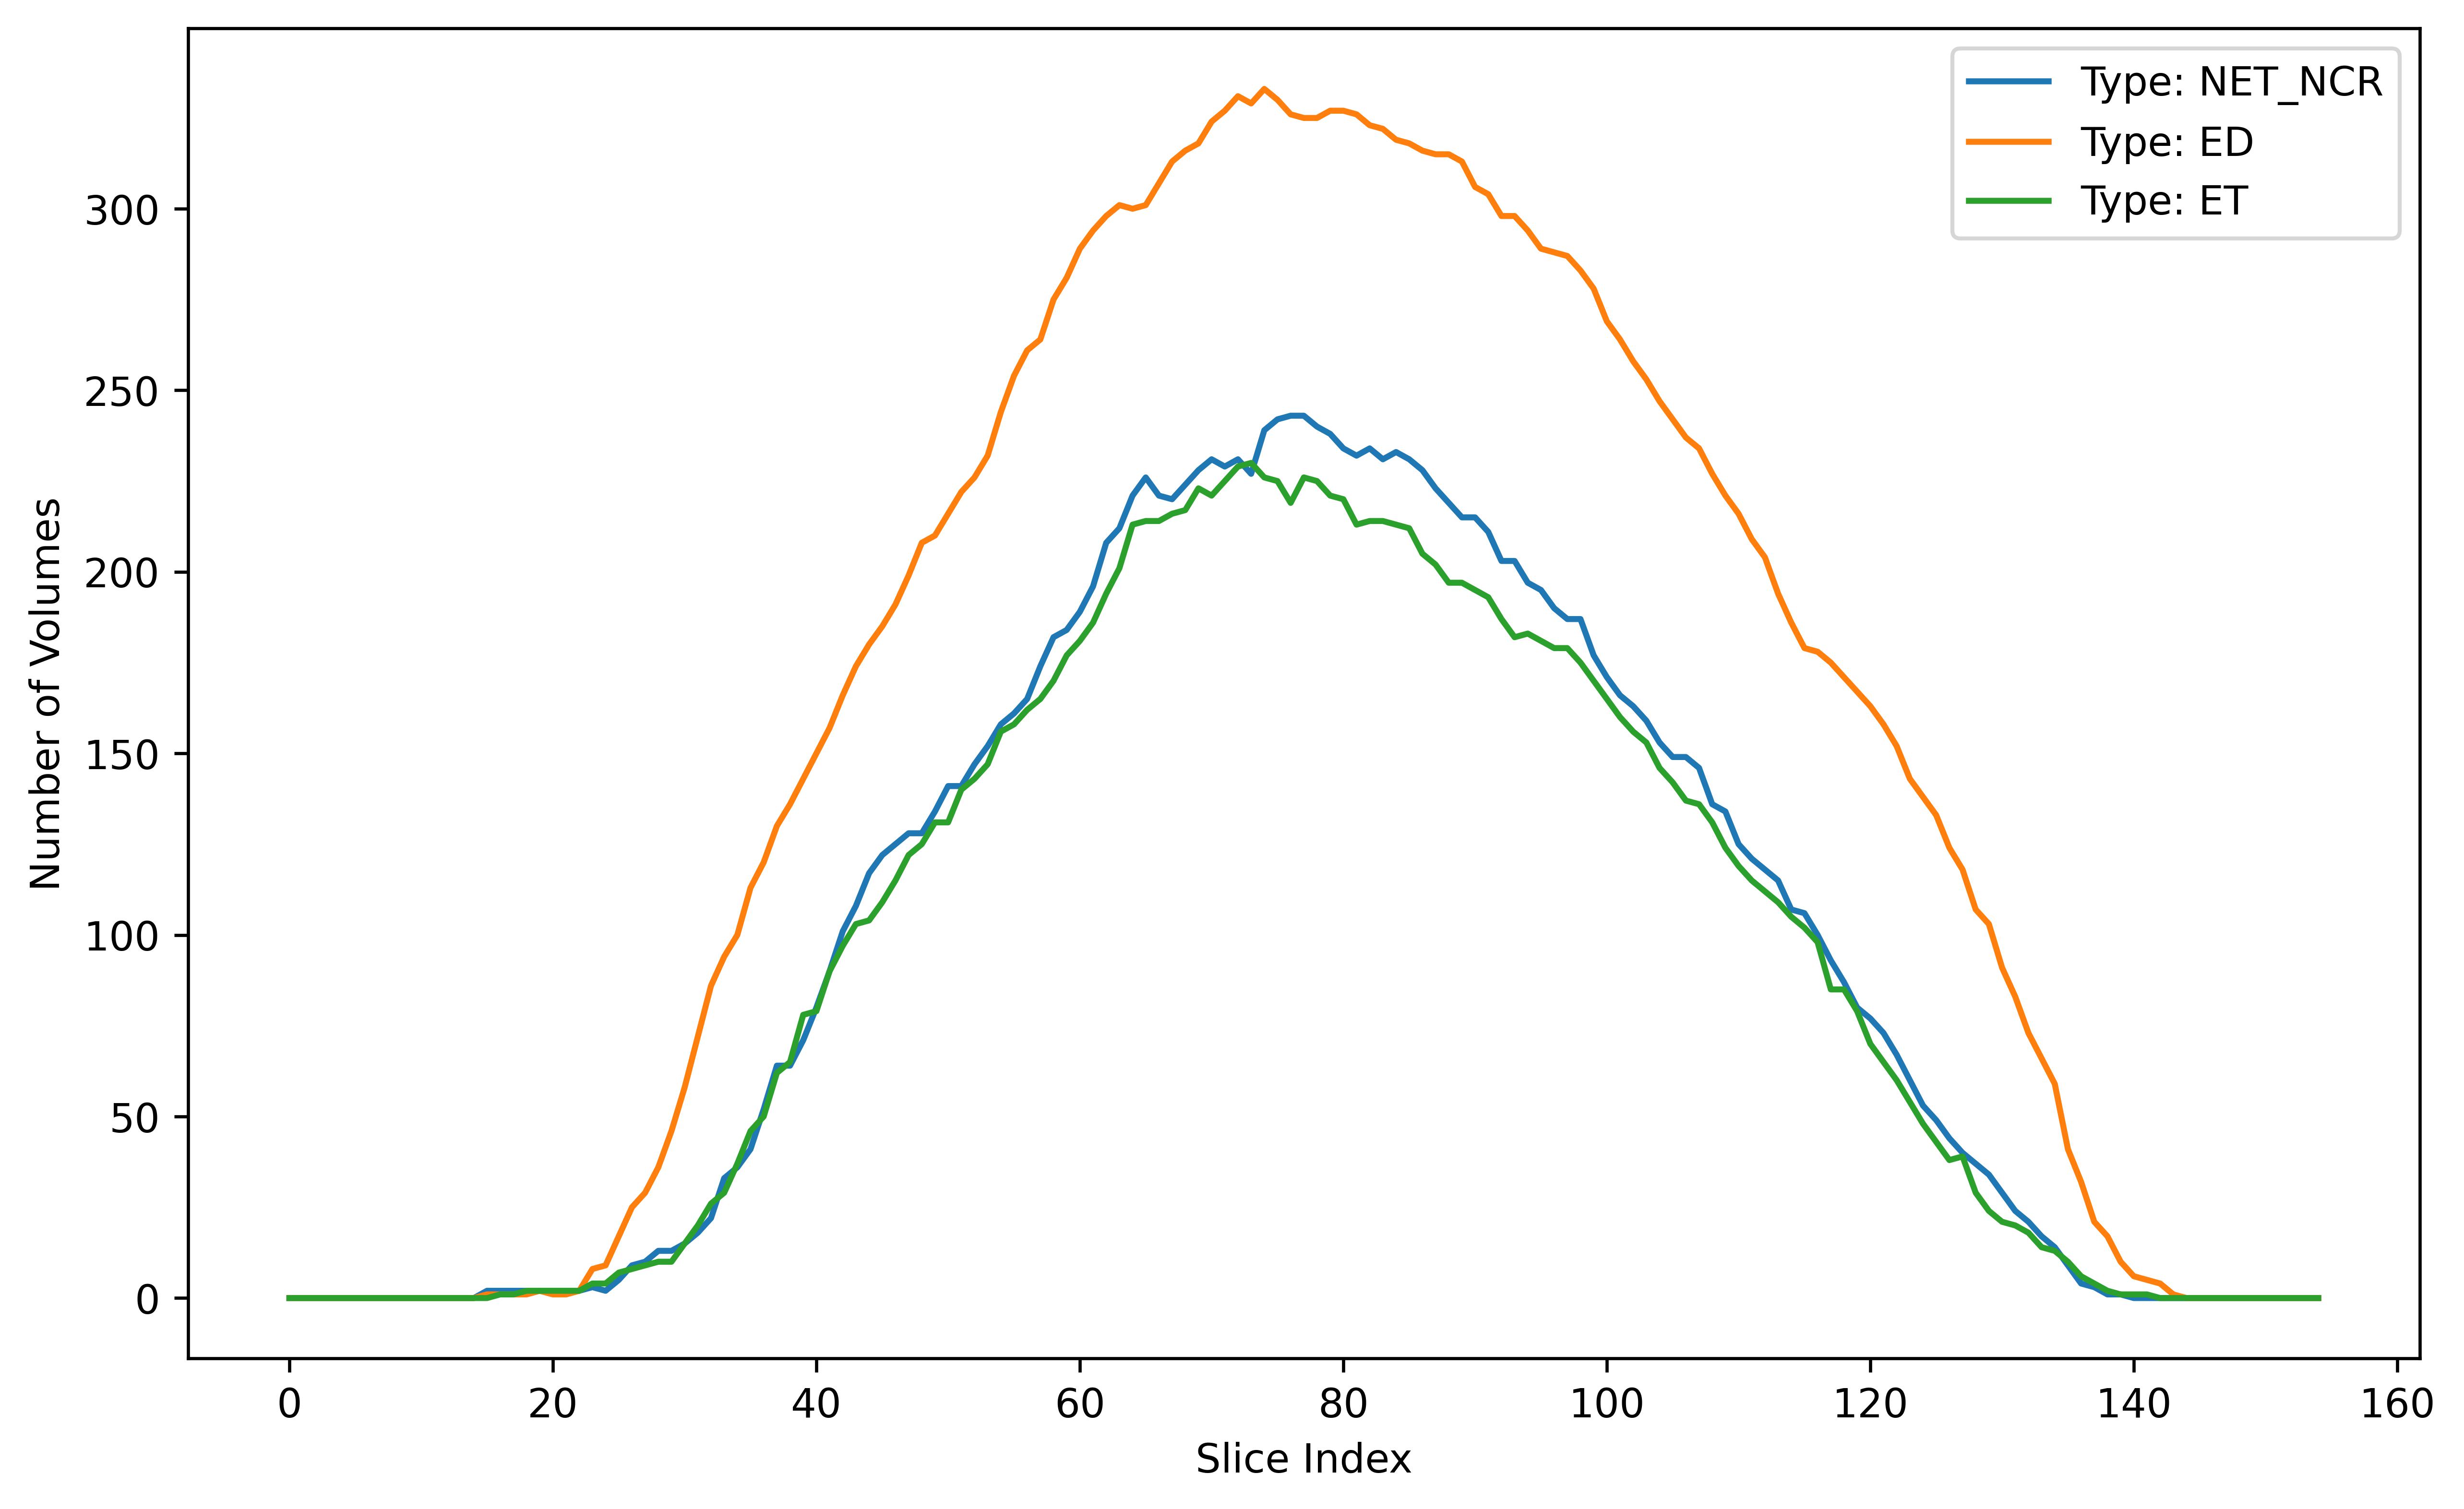 Type: NET_NCR
Type: ED
Type: ET
Number of Volumes
300
250
200
150
100
50
0
0 20 40 60 80 100 120 140 160
Slice Index